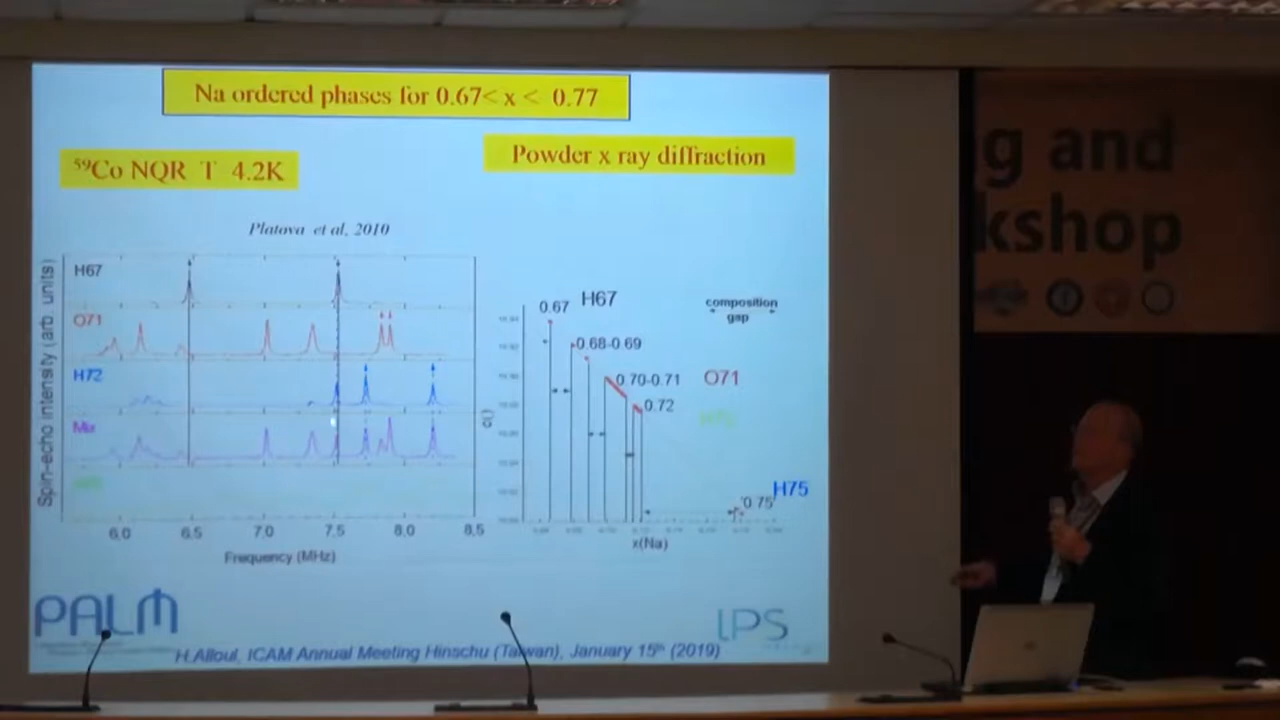 Na ordered phases for 0.67< x < 0.77
⁵⁹Co NQR T 4.2K
Powder x ray diffraction
Platova et al, 2010
Spin-echo intensity (arb. units)
H67
O71
H72
Mix
6,0 6,5 7,0 7,5 8,0 8,5
Frequency (MHz)
0.67 H67
composition
gap
0.68-0.69
0.70-0.71 O71
0.72
0.75 H75
x(Na)
PALM
LPS
H.Alloul, ICAM Annual Meeting Hinschu (Taiwan), January 15th (2019)
g and
kshop